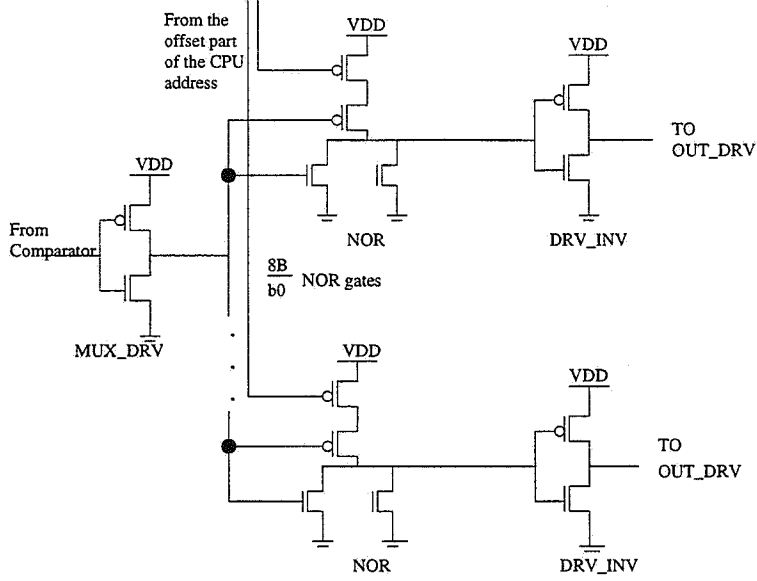 From the
offset part
of the CPU
address
VDD
VDD
TO
OUT_DRV
VDD
From
Comparator
NOR
DRV_INV
8B
b0
NOR gates
MUX_DRV
VDD
VDD
TO
OUT_DRV
NOR
DRV_INV